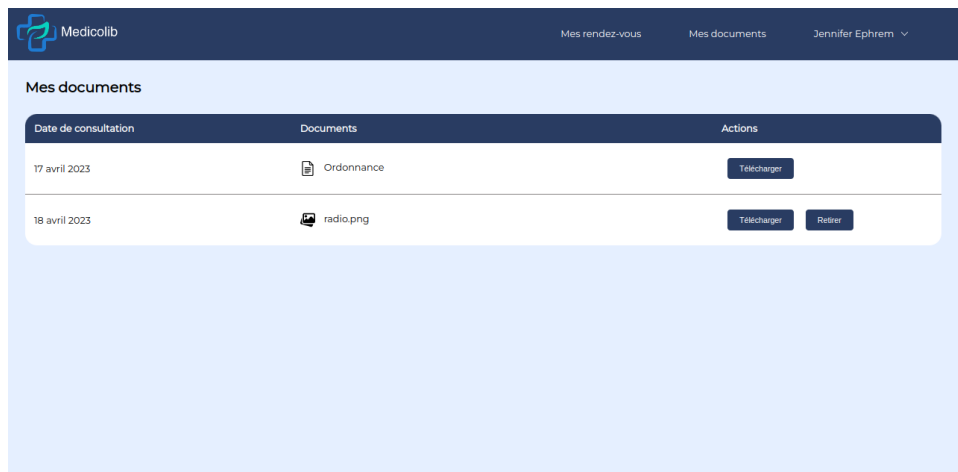 Medicolib
Mes rendez-vous Mes documents Jennifer Ephrem
Mes documents
Date de consultation Documents Actions
17 avril 2023 Ordonnance Télécharger
18 avril 2023 radio.png Télécharger Retirer